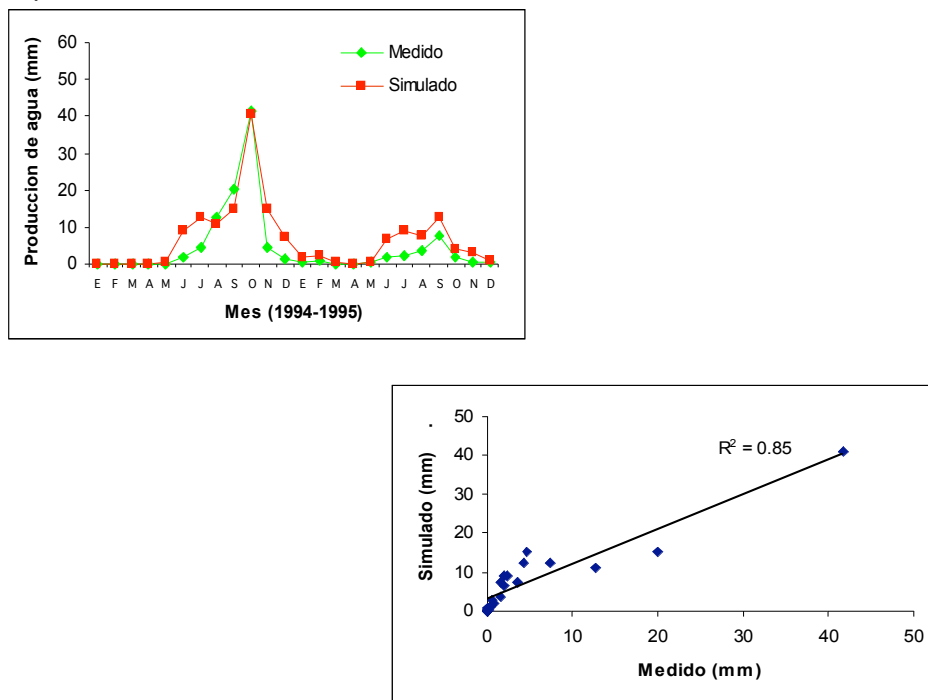 60
50
40
30
20
10
0
Produccion de agua (mm)
Medido
Simulado
E F M A M J J A S O N D E F M A M J J A S O N D
Mes (1994-1995)
50
40
30
20
10
0
Simulado (mm)
.
R² = 0.85
0 10 20 30 40 50
Medido (mm)